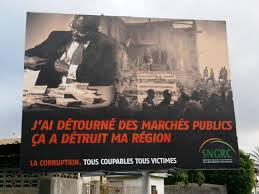 J'AI DÉTOURNÉ DES MARCHÉS PUBLICS
ÇA A DÉTRUIT MA RÉGION
LA CORRUPTION. TOUS COUPABLES TOUS VICTIMES
SNGRC